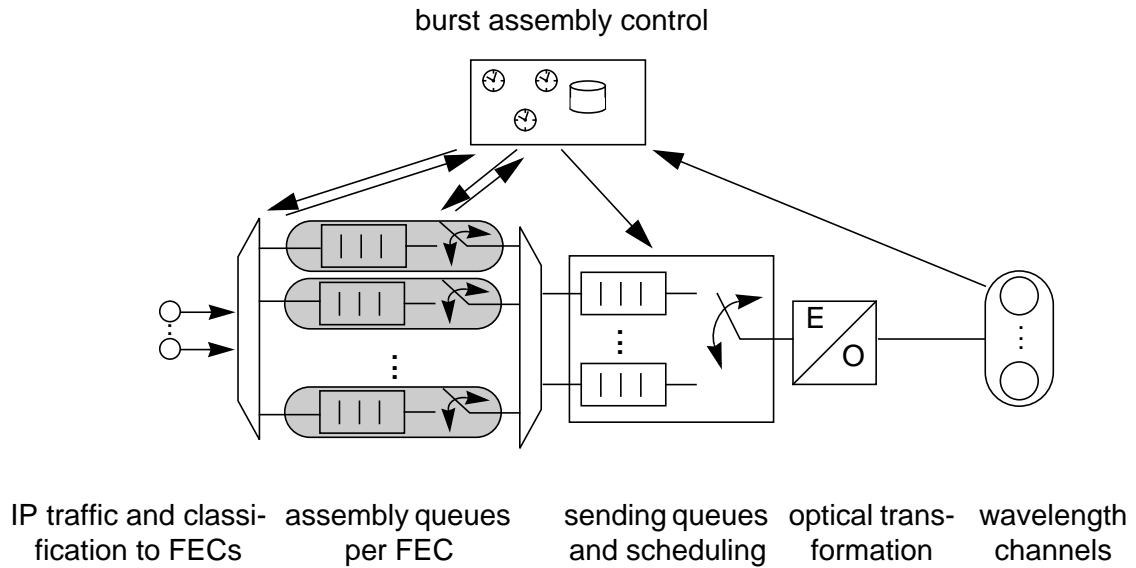 burst assembly control
E
O
IP traffic and classi-
fication to FECs
assembly queues
per FEC
sending queues
and scheduling
optical trans-
formation
wavelength
channels